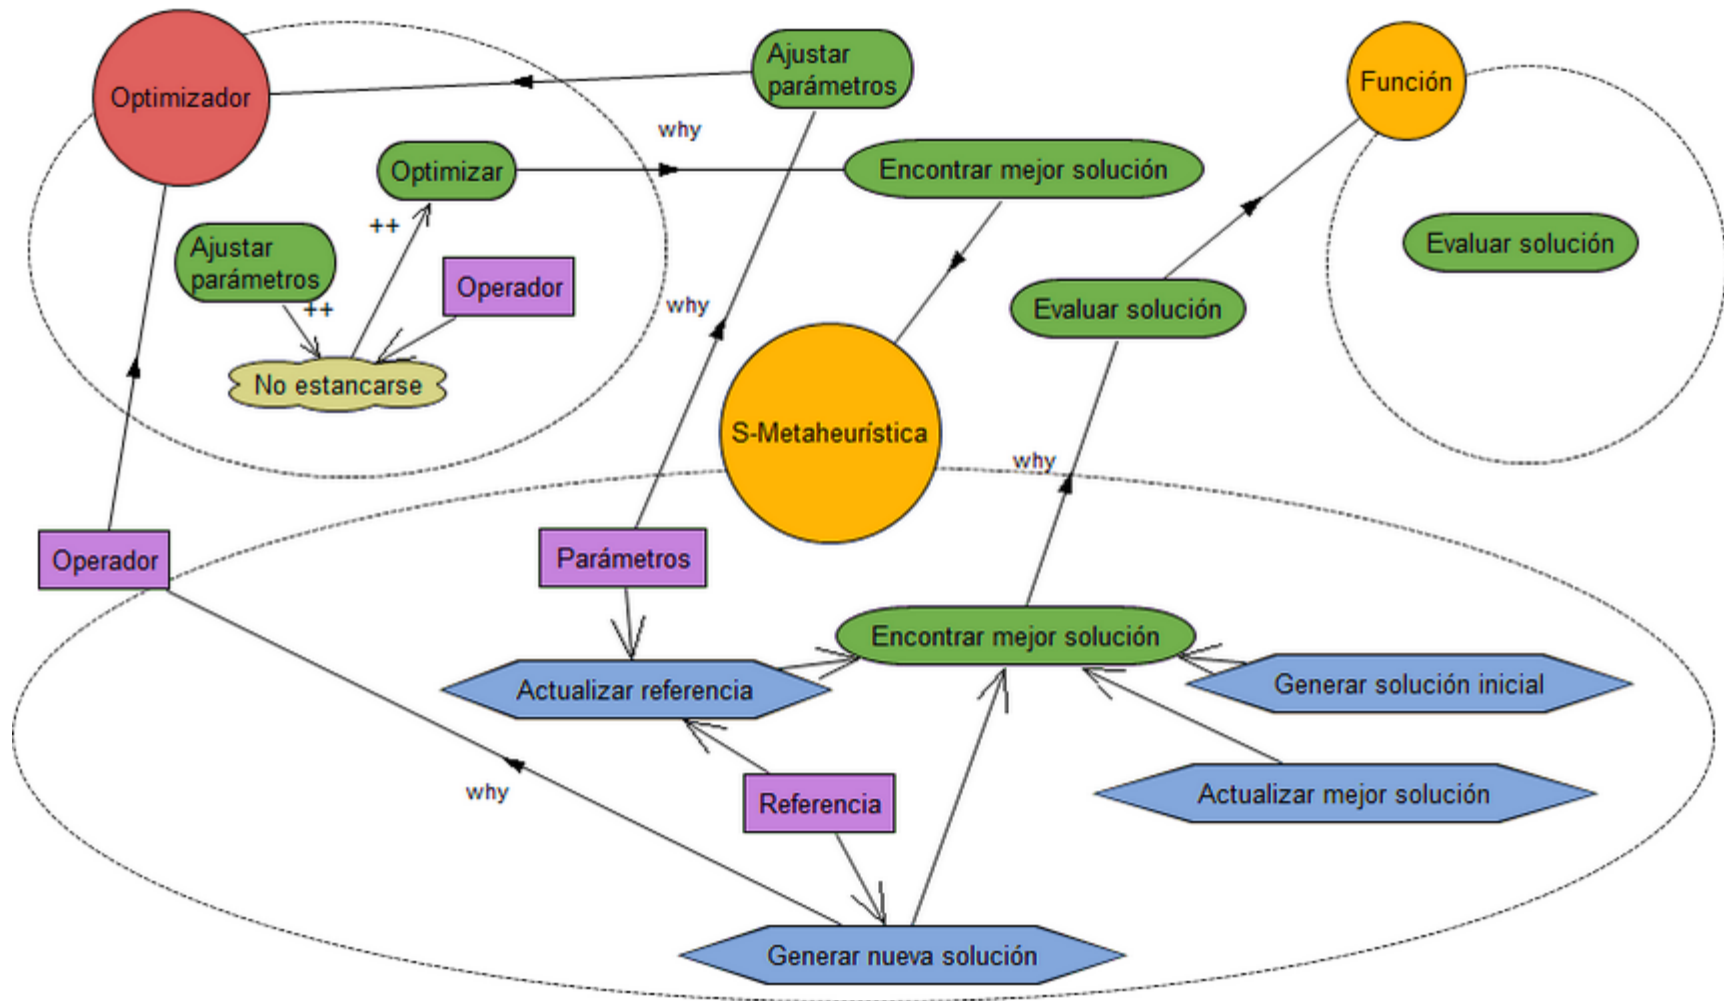 Optimizador
Ajustar
parámetros
Función
why
Optimizar
Encontrar mejor solución
++
Ajustar
parámetros
++
Operador
Evaluar solución
why
Evaluar solución
No estancarse
S-Metaheurística
why
Operador
Parámetros
Encontrar mejor solución
Actualizar referencia
Generar solución inicial
why
Referencia
Actualizar mejor solución
Generar nueva solución